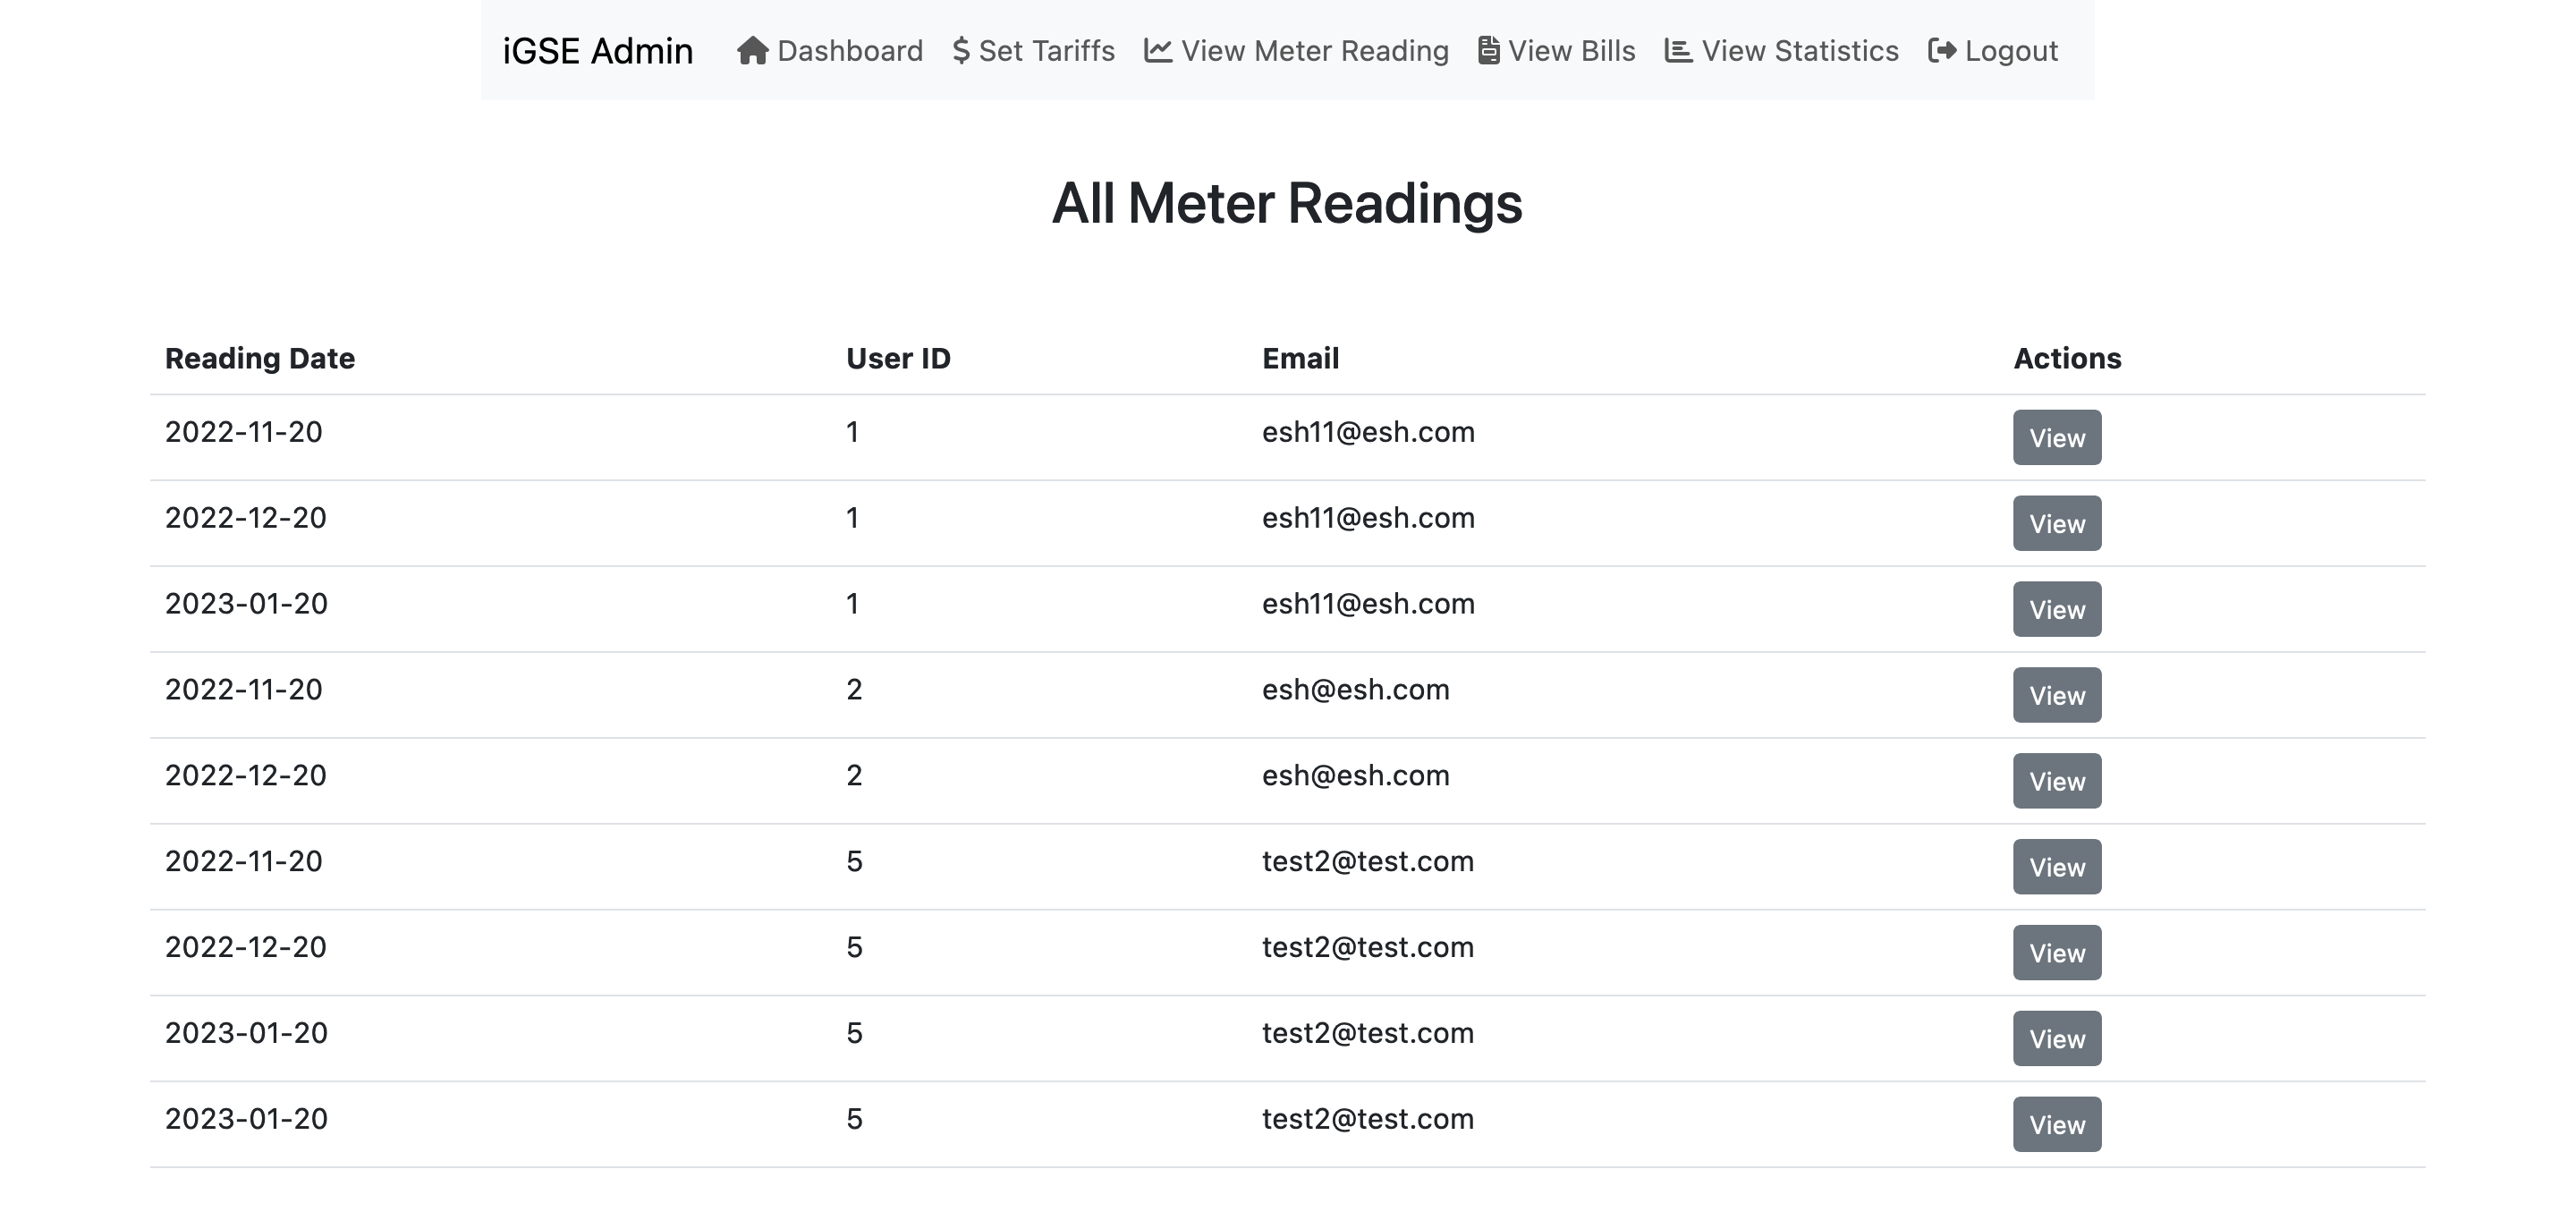 iGSE Admin Dashboard Set Tariffs View Meter Reading View Bills View Statistics Logout
All Meter Readings
Reading Date User ID Email Actions
2022-11-20 1 esh11@esh.com View
2022-12-20 1 esh11@esh.com View
2023-01-20 1 esh11@esh.com View
2022-11-20 2 esh@esh.com View
2022-12-20 2 esh@esh.com View
2022-11-20 5 test2@test.com View
2022-12-20 5 test2@test.com View
2023-01-20 5 test2@test.com View
2023-01-20 5 test2@test.com View